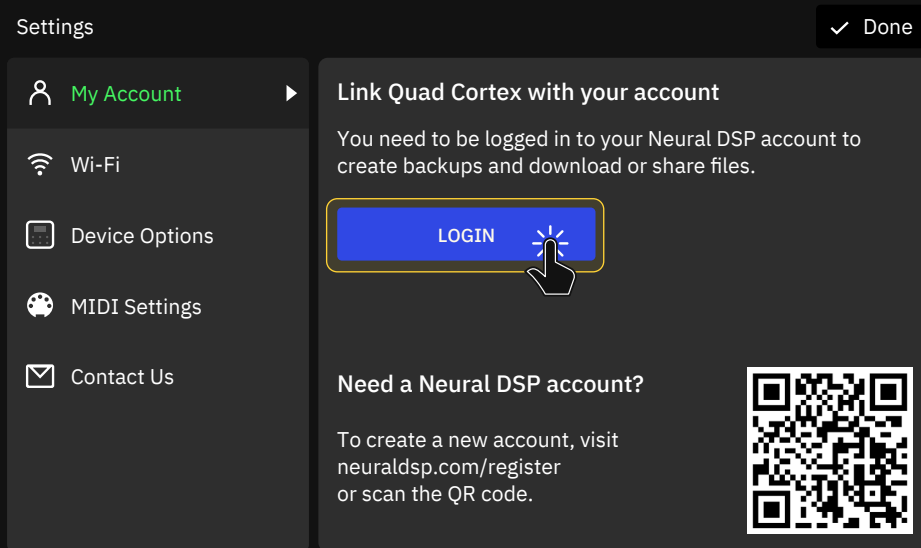 Settings
Done
My Account
Wi-Fi
Device Options
MIDI Settings
Contact Us
Link Quad Cortex with your account
You need to be logged in to your Neural DSP account to
create backups and download or share files.
LOGIN
Need a Neural DSP account?
To create a new account, visit
neuraldsp.com/register
or scan the QR code.